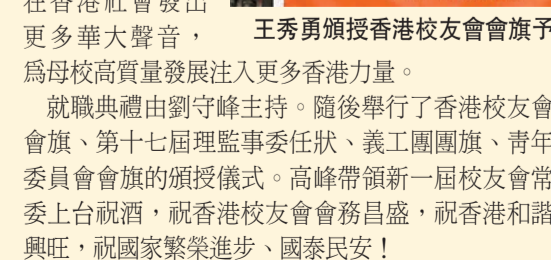 在香港社會發出
更多華大聲音，
王秀勇頒授香港校友會會旗予
爲母校高質量發展注入更多香港力量。
就職典禮由劉守峰主持。隨後舉行了香港校友會
會旗、第十七屆理監事委任狀、義工團團旗、靑年
委員會會旗的頒授儀式。高峰帶領新一屆校友會常
委上台祝酒，祝香港校友會會務昌盛，祝香港和諧
興旺，祝國家繁榮進步、國泰民安！